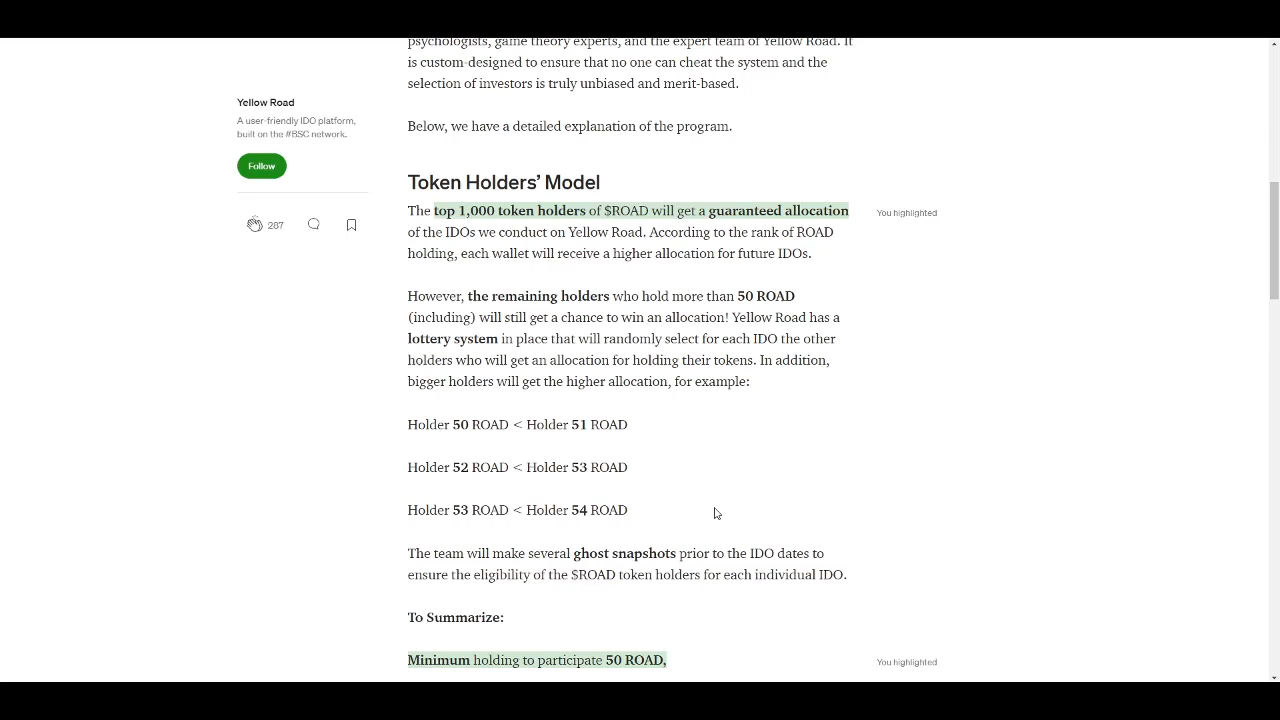 psychologists, game theory experts, and the expert team of Yellow Road. It
is custom-designed to ensure that no one can cheat the system and the
selection of investors is truly unbiased and merit-based.
Yellow Road
A user-friendly IDO platform,
built on the #BSC network.
Follow
287
Below, we have a detailed explanation of the program.
Token Holders’ Model
The top 1,000 token holders of $ROAD will get a guaranteed allocation
You highlighted
of the IDOs we conduct on Yellow Road. According to the rank of ROAD
holding, each wallet will receive a higher allocation for future IDOs.
However, the remaining holders who hold more than 50 ROAD
(including) will still get a chance to win an allocation! Yellow Road has a
lottery system in place that will randomly select for each IDO the other
holders who will get an allocation for holding their tokens. In addition,
bigger holders will get the higher allocation, for example:
Holder 50 ROAD < Holder 51 ROAD
Holder 52 ROAD < Holder 53 ROAD
Holder 53 ROAD < Holder 54 ROAD
The team will make several ghost snapshots prior to the IDO dates to
ensure the eligibility of the $ROAD token holders for each individual IDO.
To Summarize:
Minimum holding to participate 50 ROAD,
You highlighted